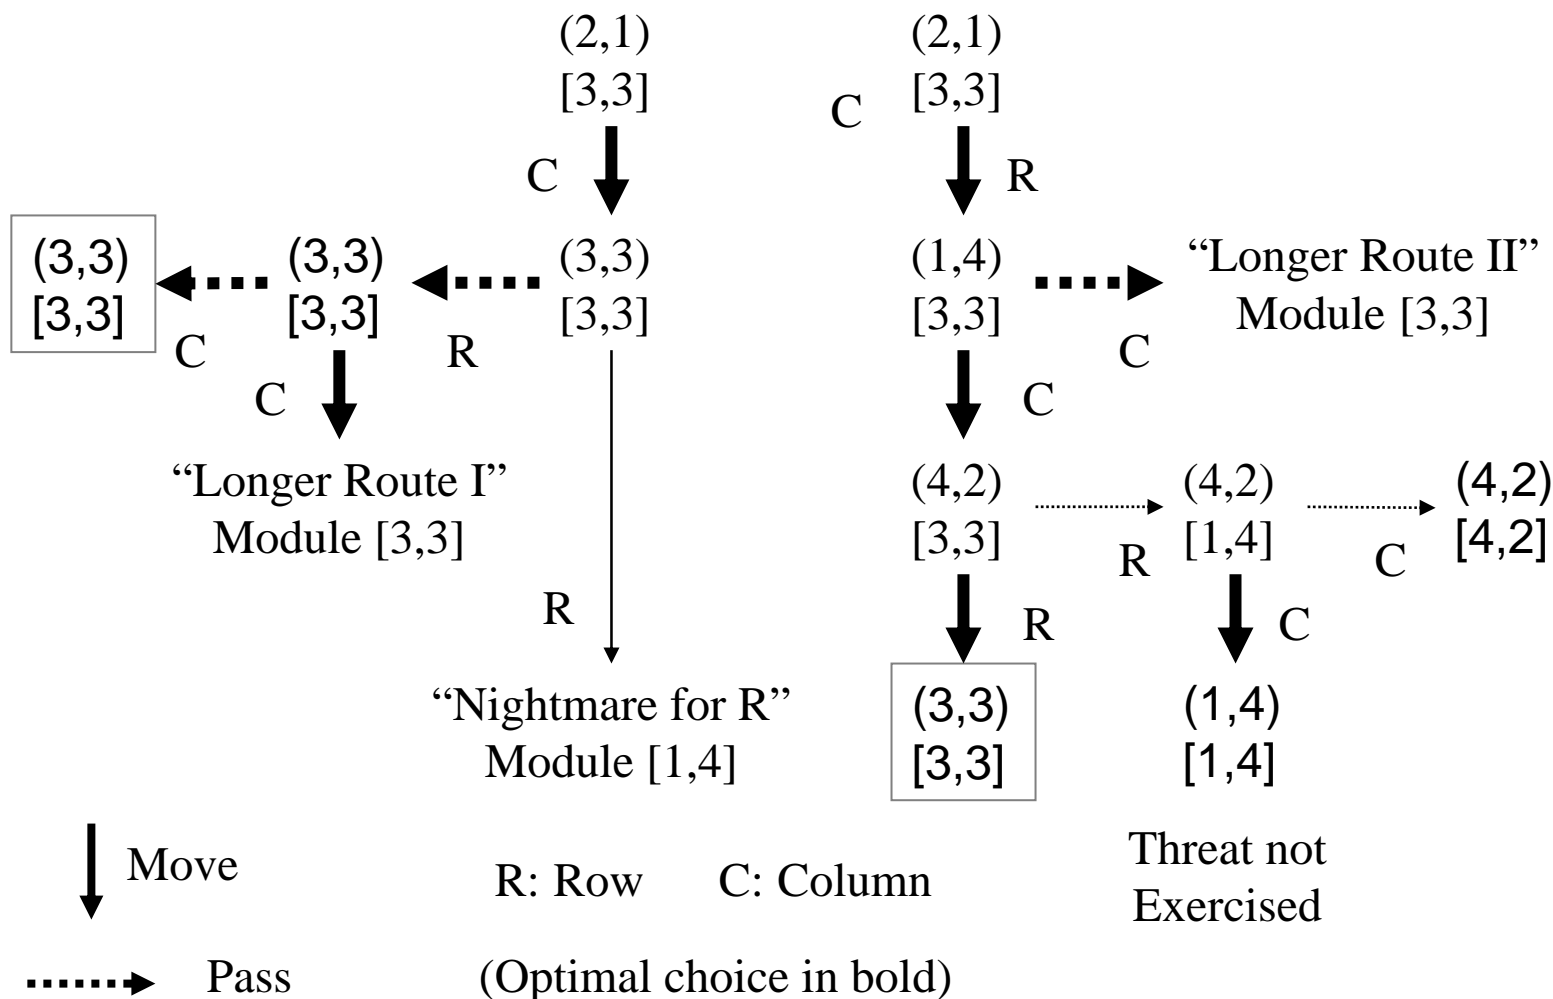 (2,1) (2,1)
[3,3] C [3,3]
C R
(3,3) (3,3) (3,3) (1,4) “Longer Route II”
[3,3] [3,3] [3,3] [3,3] Module [3,3]
C R C
C C
“Longer Route I” (4,2) (4,2) (4,2)
Module [3,3] [3,3] [1,4] [4,2]
R C
R R C
“Nightmare for R” (3,3) (1,4)
Module [1,4] [3,3] [1,4]
Move R: Row C: Column Threat not
Exercised
Pass (Optimal choice in bold)